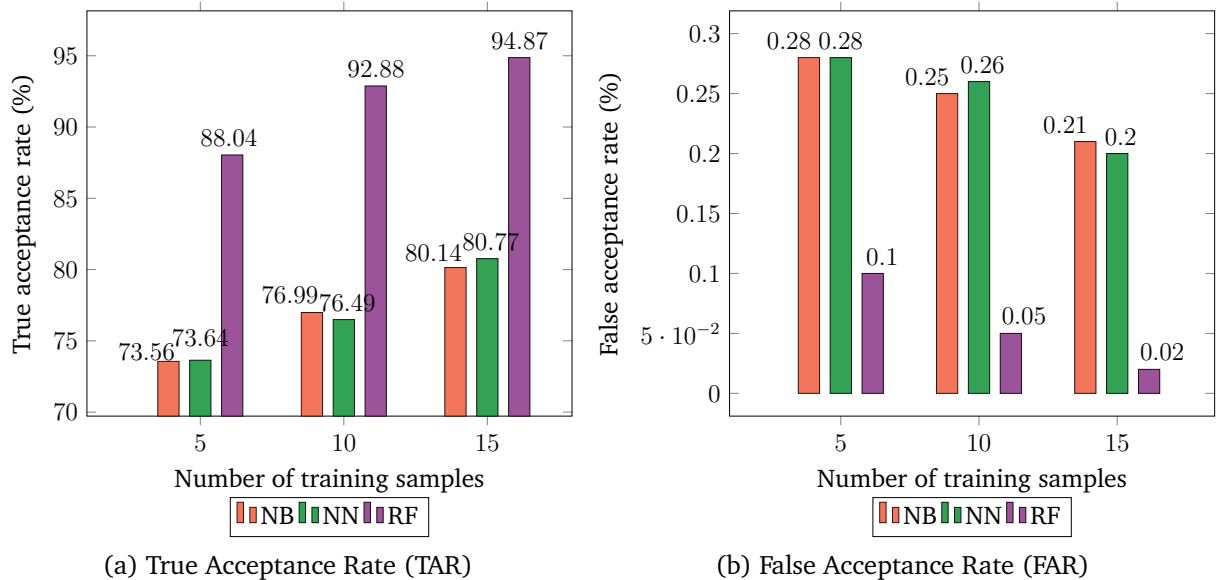 95
90
85
80
75
70
True acceptance rate (%)
73.56
73.64
88.04
76.99
76.49
92.88
80.14
80.77
94.87
5 10 15
Number of training samples
NB NN RF
(a) True Acceptance Rate (TAR)
0.3
0.25
0.2
0.15
0.1
5 · 10⁻²
0
False acceptance rate (%)
0.28
0.28
0.1
0.25
0.26
0.05
0.21
0.2
0.02
5 10 15
Number of training samples
NB NN RF
(b) False Acceptance Rate (FAR)